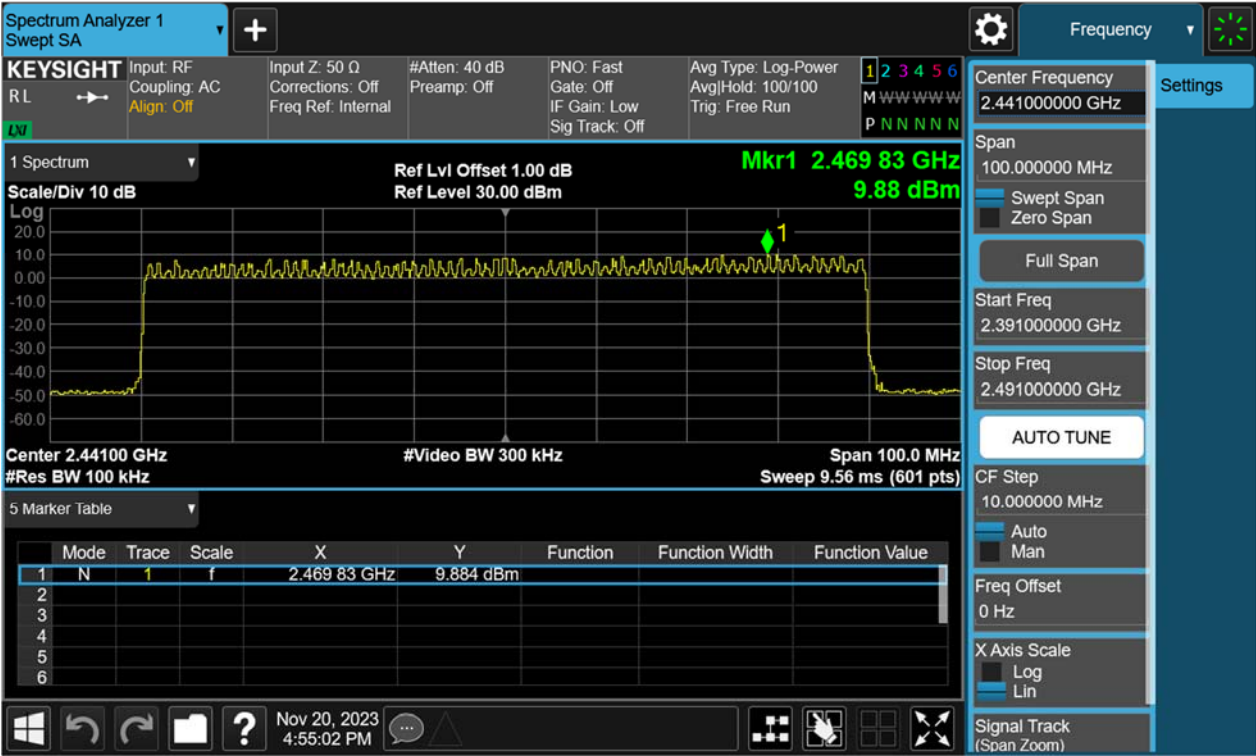 Spectrum Analyzer 1
Swept SA
Frequency
KEYSIGHT
R L
LXI
Input: RF
Coupling: AC
Align: Off
Input Z: 50 Ω
Corrections: Off
Freq Ref: Internal
#Atten: 40 dB
Preamp: Off
PNO: Fast
Gate: Off
IF Gain: Low
Sig Track: Off
Avg Type: Log-Power
Avg|Hold: 100/100
Trig: Free Run
1 2 3 4 5 6
M W W W W W
P N N N N N
1 Spectrum
Scale/Div 10 dB
Ref Lvl Offset 1.00 dB
Ref Level 30.00 dBm
Mkr1 2.469 83 GHz
9.88 dBm
Log
20.0
10.0
0.00
-10.0
-20.0
-30.0
-40.0
-50.0
-60.0
1
Center 2.44100 GHz
#Video BW 300 kHz
Span 100.0 MHz
#Res BW 100 kHz
Sweep 9.56 ms (601 pts)
5 Marker Table
Mode Trace Scale X Y Function Function Width Function Value
1 N 1 f 2.469 83 GHz 9.884 dBm
2
3
4
5
6
Nov 20, 2023
4:55:02 PM
?
Settings
Center Frequency
2.441000000 GHz
Span
100.000000 MHz
Swept Span
Zero Span
Full Span
Start Freq
2.391000000 GHz
Stop Freq
2.491000000 GHz
AUTO TUNE
CF Step
10.000000 MHz
Auto
Man
Freq Offset
0 Hz
X Axis Scale
Log
Lin
Signal Track
(Span Zoom)